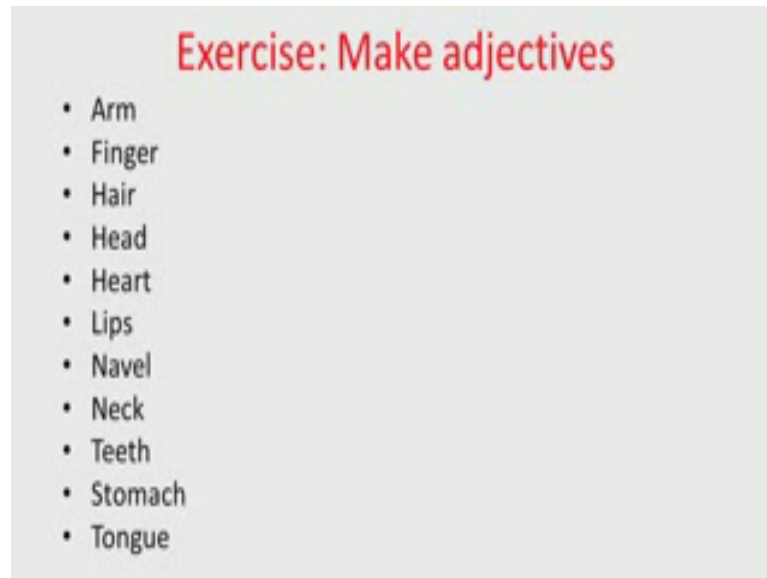 Exercise: Make adjectives
• Arm
• Finger
• Hair
• Head
• Heart
• Lips
• Navel
• Neck
• Teeth
• Stomach
• Tongue